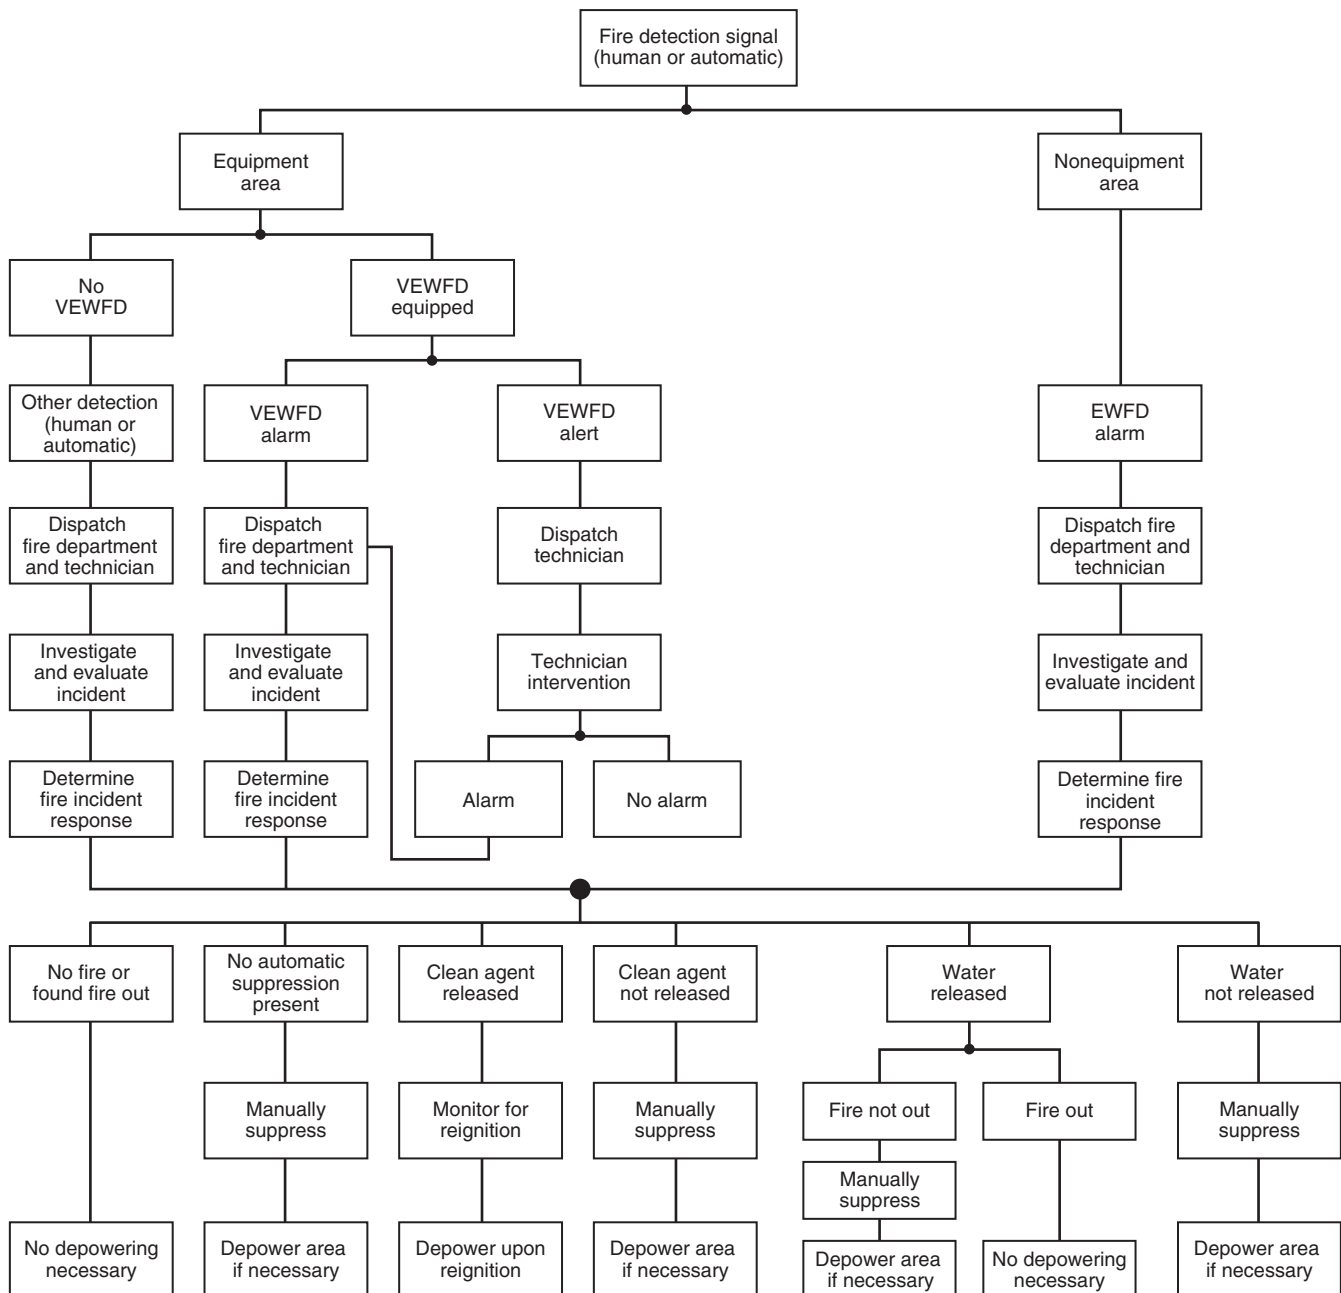 Fire detection signal
(human or automatic)
Equipment
area
Nonequipment
area
No
VEWFD
VEWFD
equipped
Other detection
(human or
automatic)
VEWFD
alarm
VEWFD
alert
EWFD
alarm
Dispatch
fire department
and technician
Dispatch
fire department
and technician
Dispatch
technician
Dispatch fire
department and
technician
Investigate
and evaluate
incident
Investigate
and evaluate
incident
Technician
intervention
Investigate and
evaluate incident
Determine
fire incident
response
Determine
fire incident
response
Alarm
No alarm
Determine fire
incident
response
No fire or
found fire out
No automatic
suppression
present
Clean agent
released
Clean agent
not released
Water
released
Water
not released
Manually
suppress
Monitor for
reignition
Manually
suppress
Fire not out
Fire out
Manually
suppress
Manually
suppress
No depowering
necessary
Depower area
if necessary
Depower upon
reignition
Depower area
if necessary
Depower area
if necessary
No depowering
necessary
Depower area
if necessary